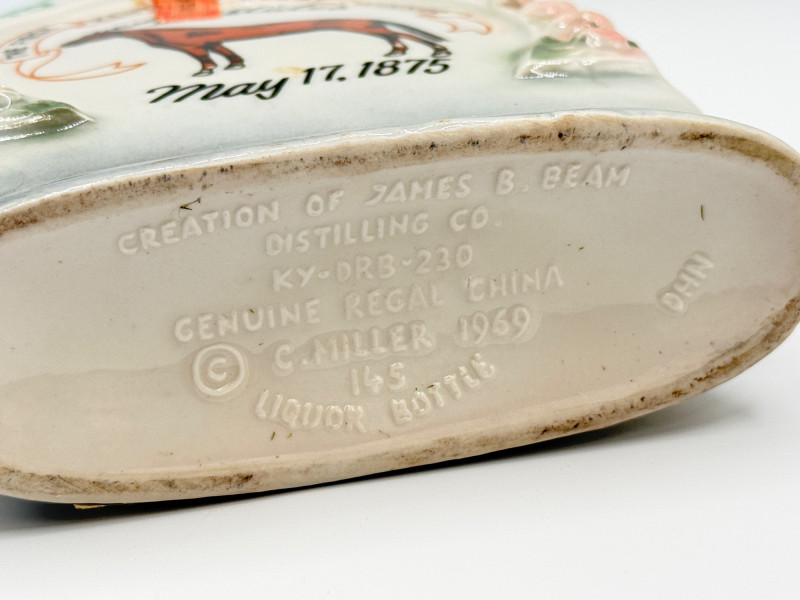 May 17, 1875
CREATION OF JAMES B. BEAM
DISTILLING CO.
KY-DRB-230
GENUINE REGAL CHINA
© C. MILLER 1969
145
LIQUOR BOTTLE
DHN